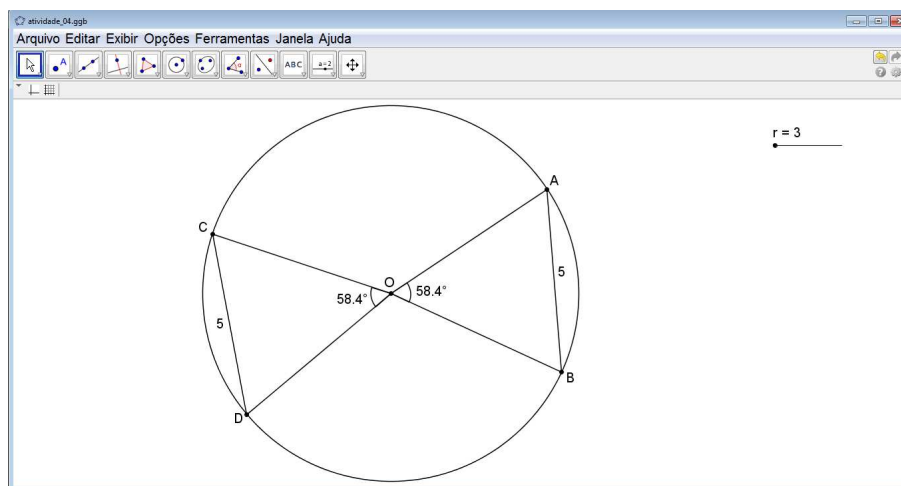 atividade_04.ggb
Arquivo Editar Exibir Opções Ferramentas Janela Ajuda
A ABC a=2
r = 3
A
C
O
58.4° 58.4°
5
5
B
D